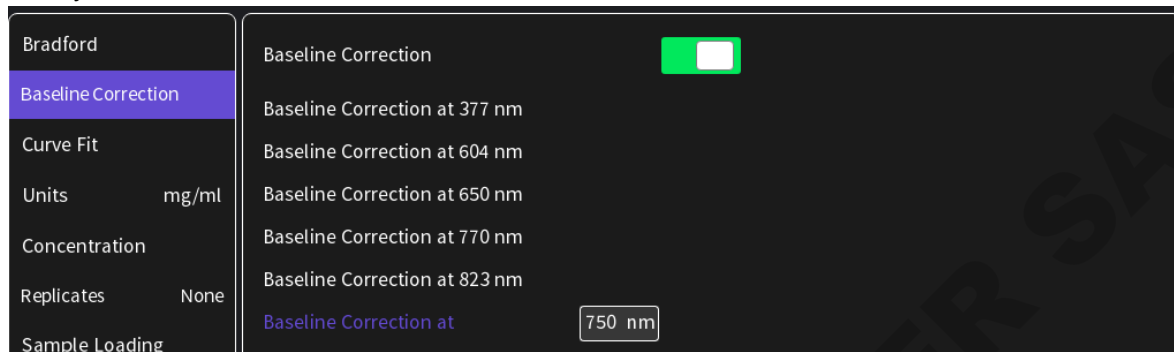 Bradford
Baseline Correction
Curve Fit
Units mg/ml
Concentration
Replicates None
Sample Loading
Baseline Correction
Baseline Correction at 377 nm
Baseline Correction at 604 nm
Baseline Correction at 650 nm
Baseline Correction at 770 nm
Baseline Correction at 823 nm
Baseline Correction at 750 nm